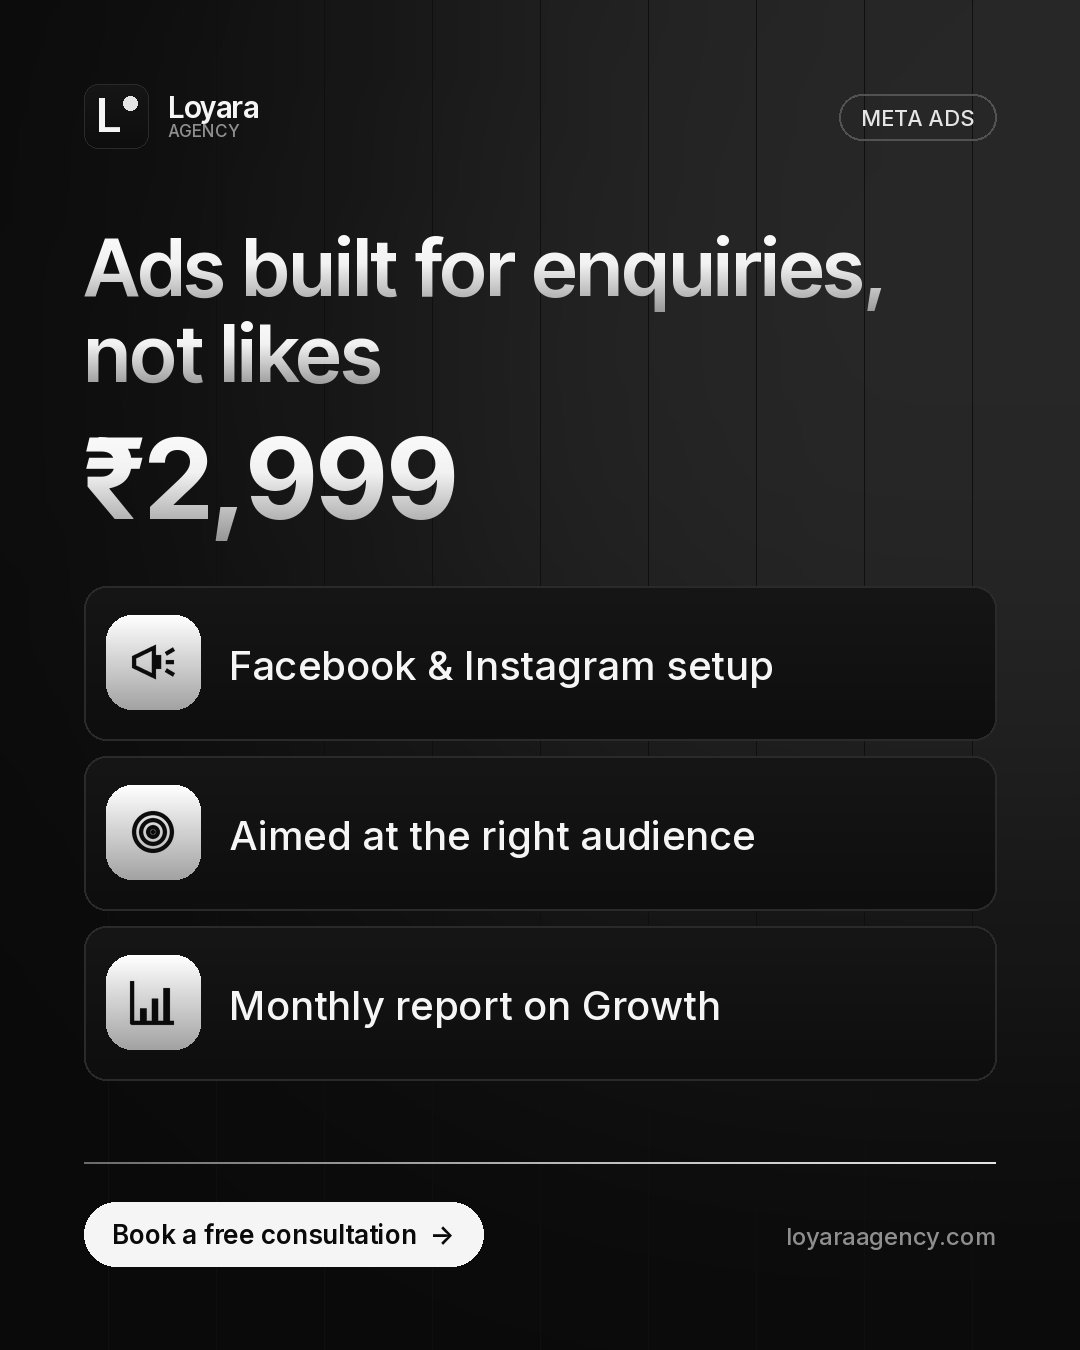 Loyara
AGENCY
META ADS
Ads built for enquiries,
not likes
₹2,999
Facebook & Instagram setup
Aimed at the right audience
Monthly report on Growth
Book a free consultation →
loyaraagency.com